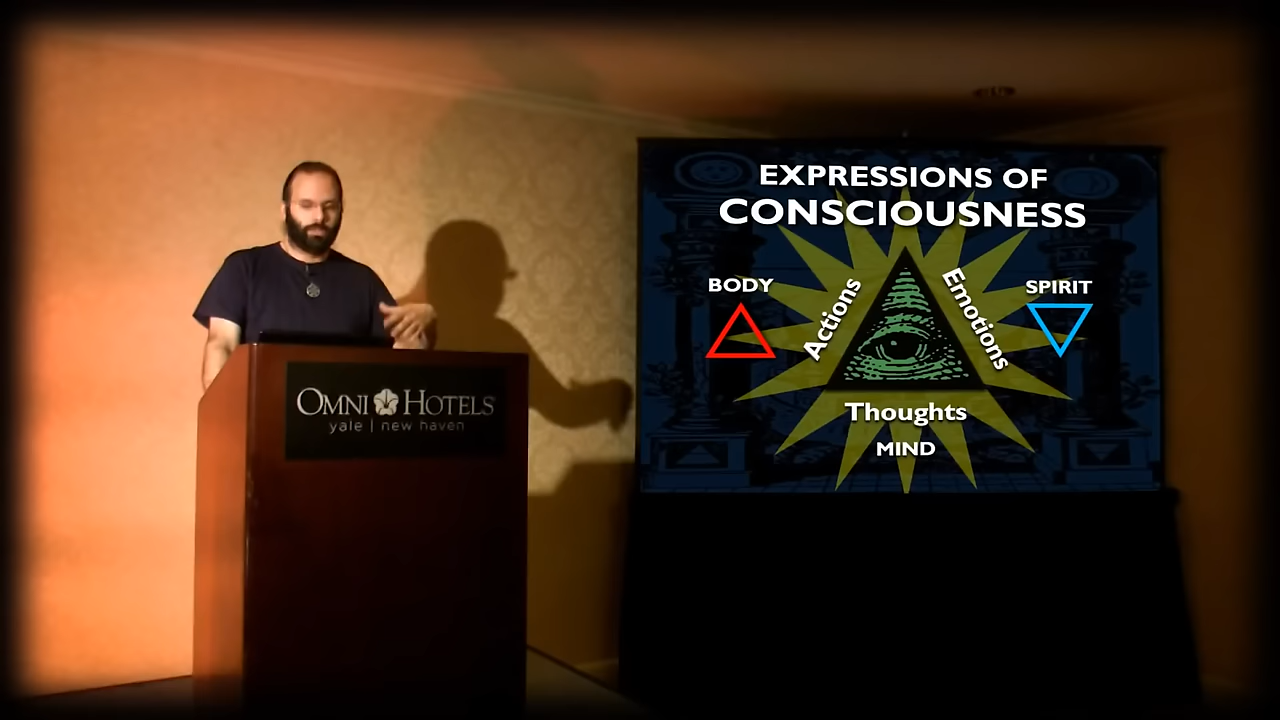 OMNI HOTELS
yale | new haven
EXPRESSIONS OF
CONSCIOUSNESS
BODY
SPIRIT
Actions
Emotions
Thoughts
MIND